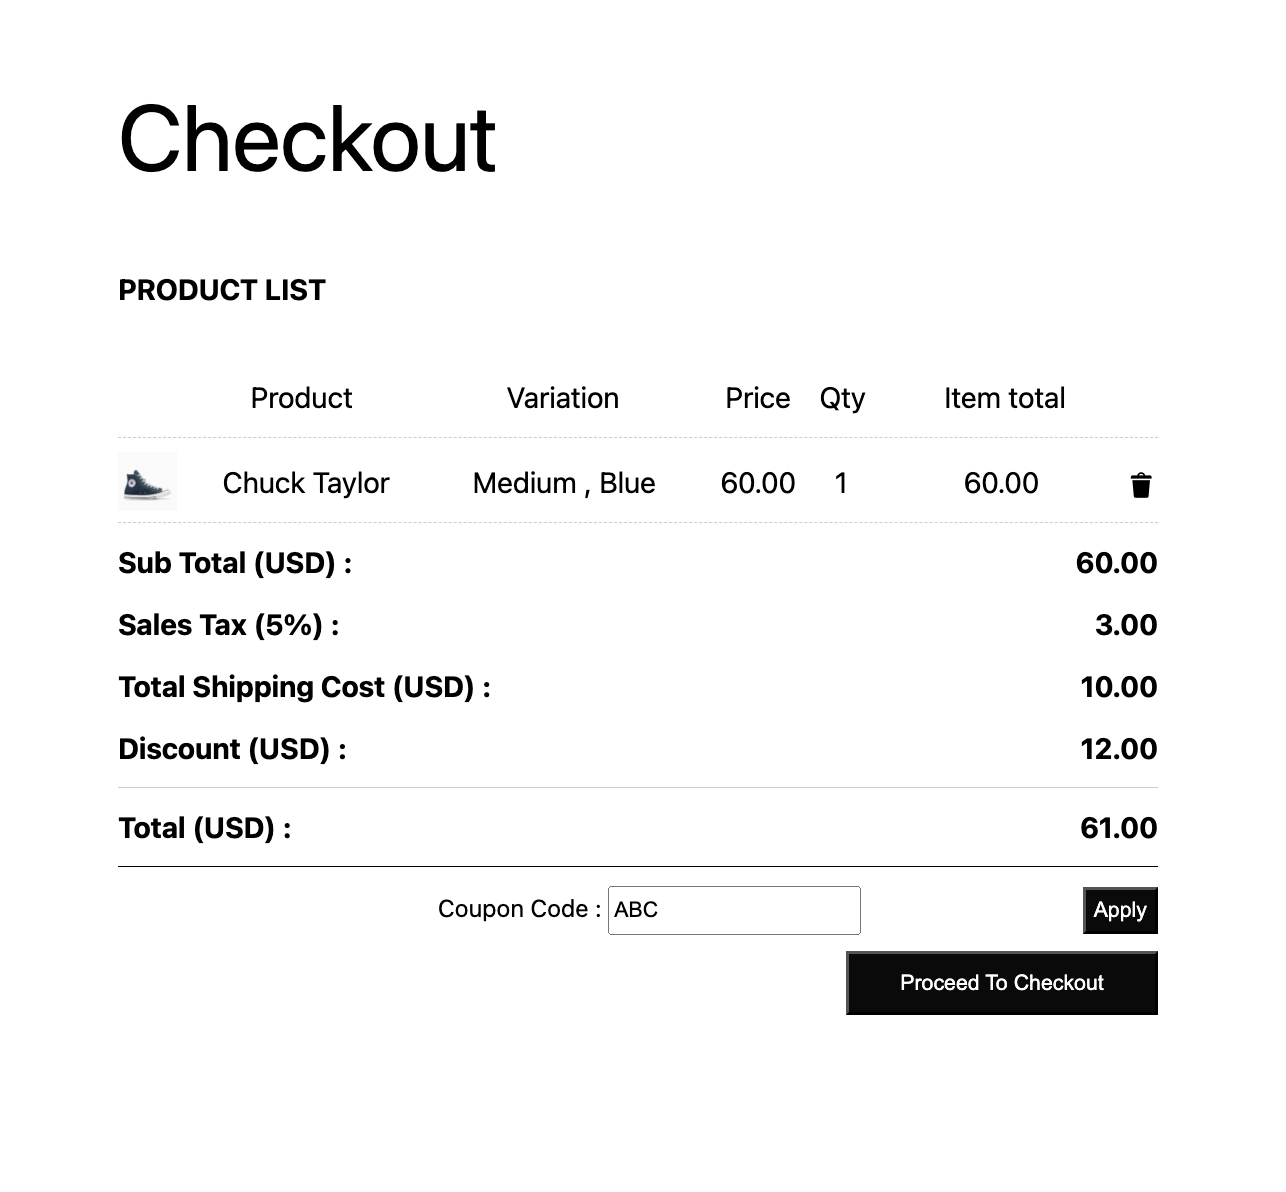 Checkout
PRODUCT LIST
Product Variation Price Qty Item total
Chuck Taylor Medium , Blue 60.00 1 60.00
Sub Total (USD) : 60.00
Sales Tax (5%) : 3.00
Total Shipping Cost (USD) : 10.00
Discount (USD) : 12.00
Total (USD) : 61.00
Coupon Code : ABC Apply
Proceed To Checkout